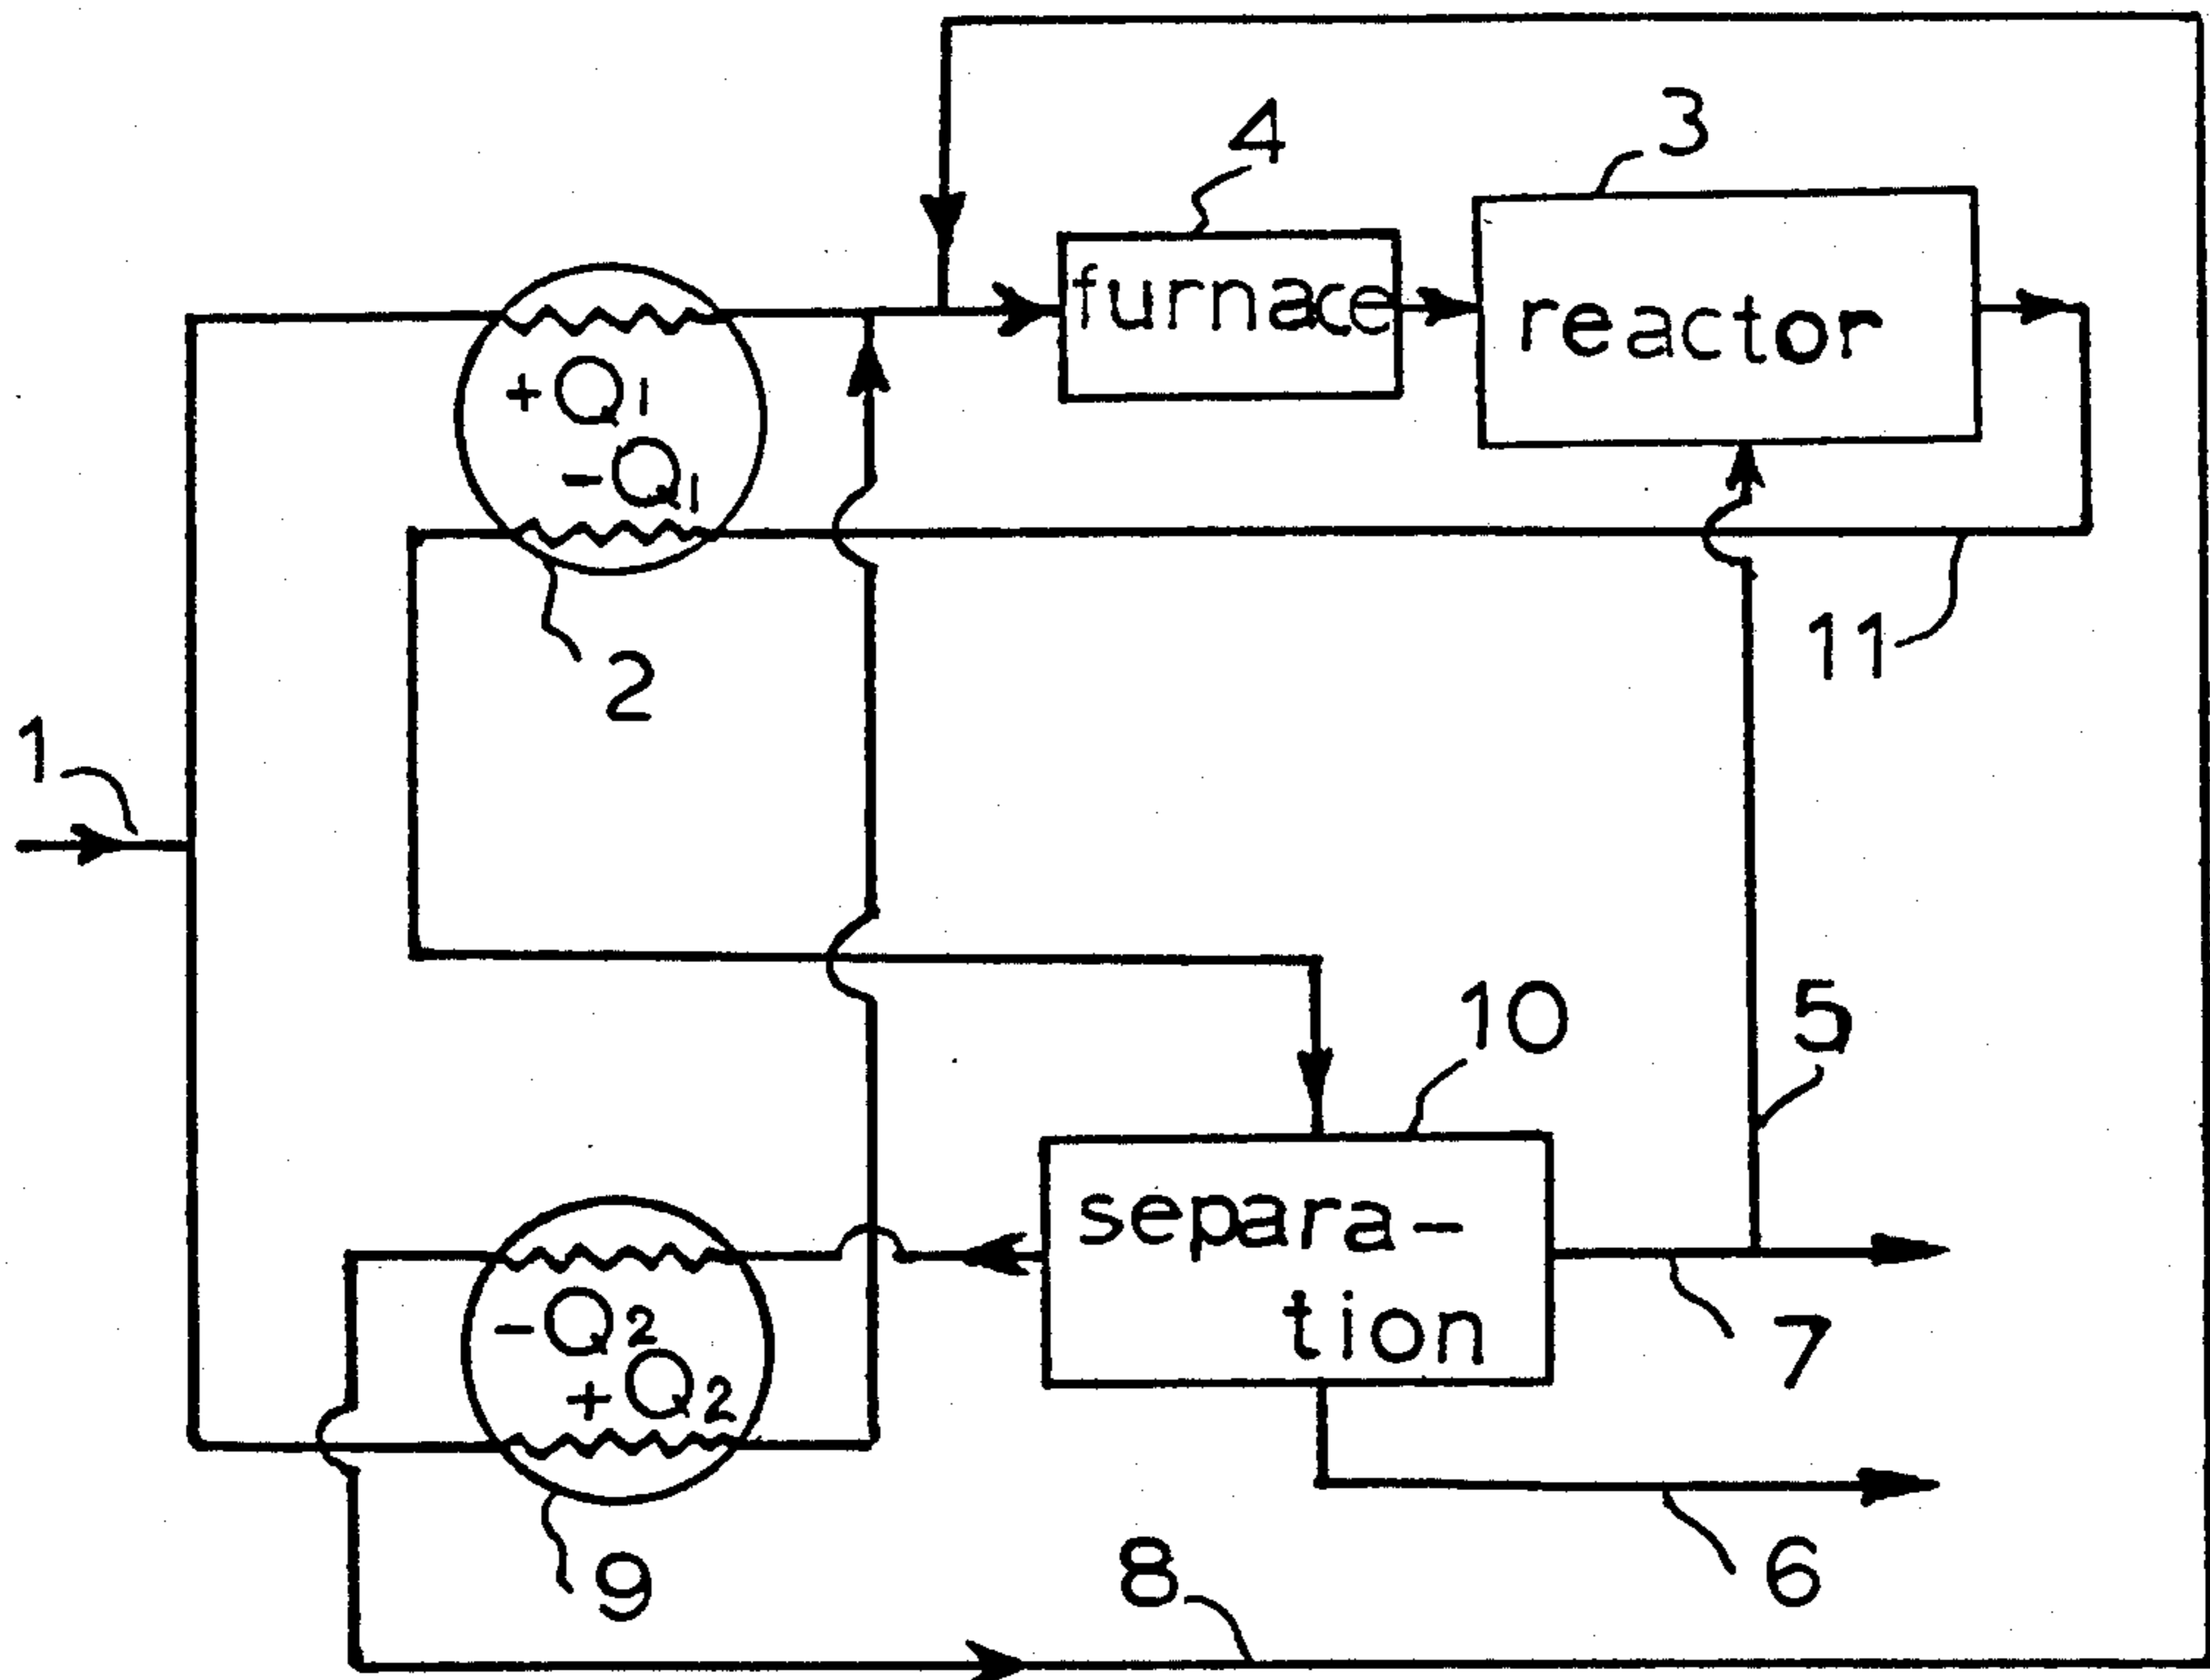 4
3
furnace
reactor
+Q1
-Q1
2
11
1
10
5
separa-
tion
-Q2
+Q2
7
9
8
6